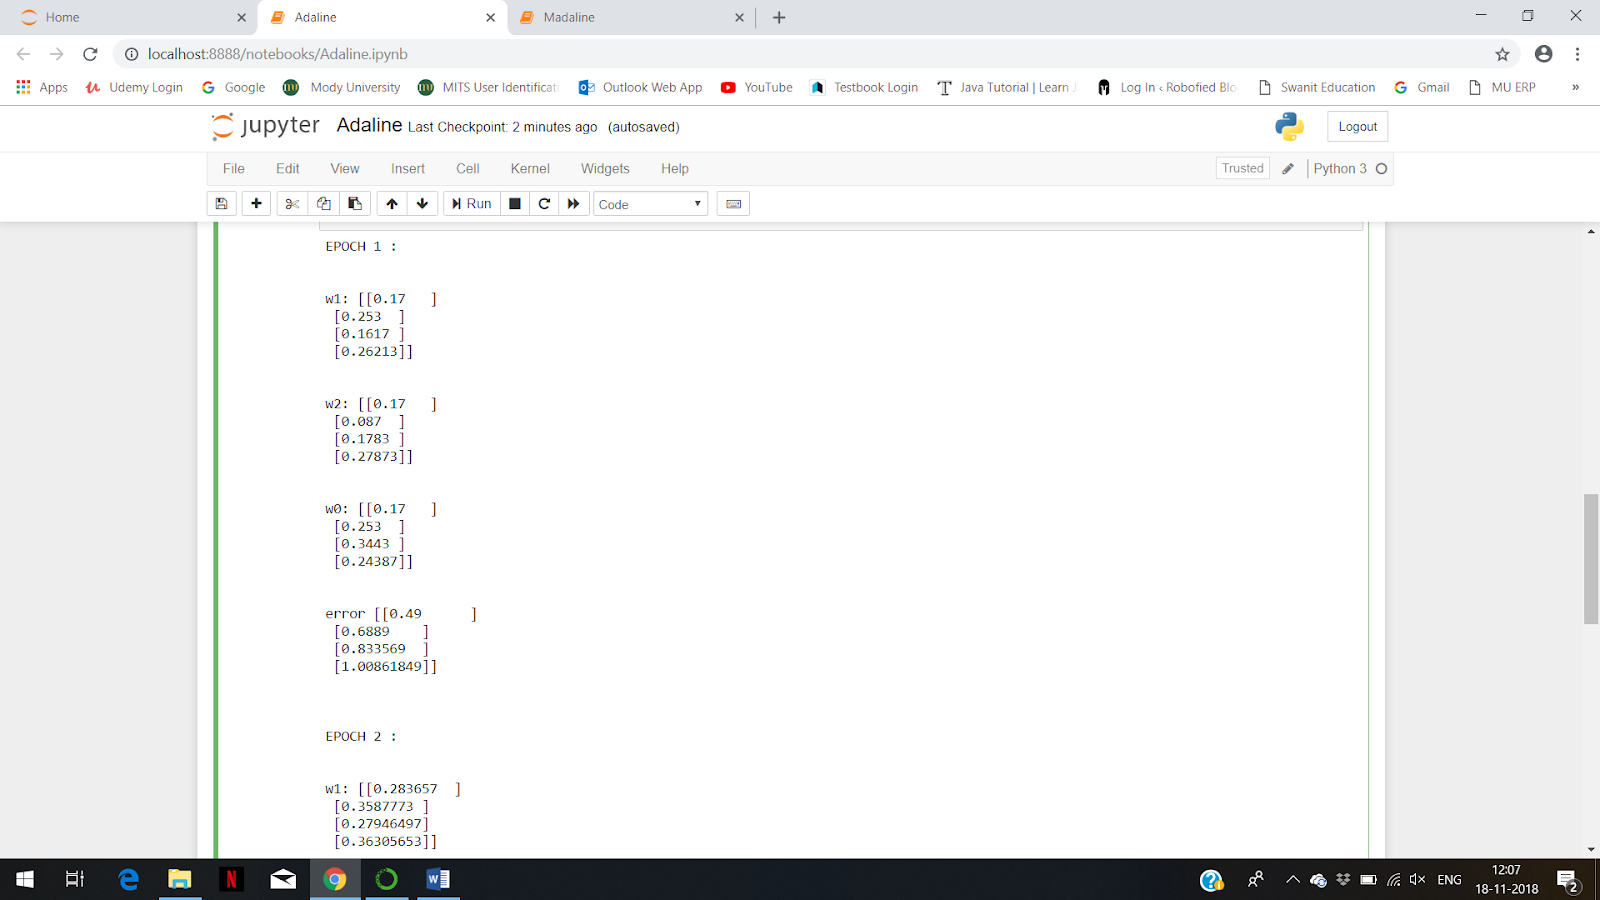 Home
Adaline
Madaline
localhost:8888/notebooks/Adaline.ipynb
Apps Udemy Login Google Mody University MITS User Identificati Outlook Web App YouTube Testbook Login Java Tutorial | Learn J Log In ‹ Robofied Blo Swanit Education Gmail MU ERP »
jupyter Adaline Last Checkpoint: 2 minutes ago (autosaved) Logout
File Edit View Insert Cell Kernel Widgets Help Trusted Python 3
Run Code
EPOCH 1 :
w1: [[0.17   ]
[0.253  ]
[0.1617 ]
[0.26213]]
w2: [[0.17   ]
[0.087  ]
[0.1783 ]
[0.27873]]
w0: [[0.17   ]
[0.253  ]
[0.3443 ]
[0.24387]]
error [[0.49      ]
[0.6889    ]
[0.833569  ]
[1.00861849]]
EPOCH 2 :
w1: [[0.283657  ]
[0.3587773 ]
[0.27946497]
[0.36305653]]
ENG
12:07
18-11-2018
2